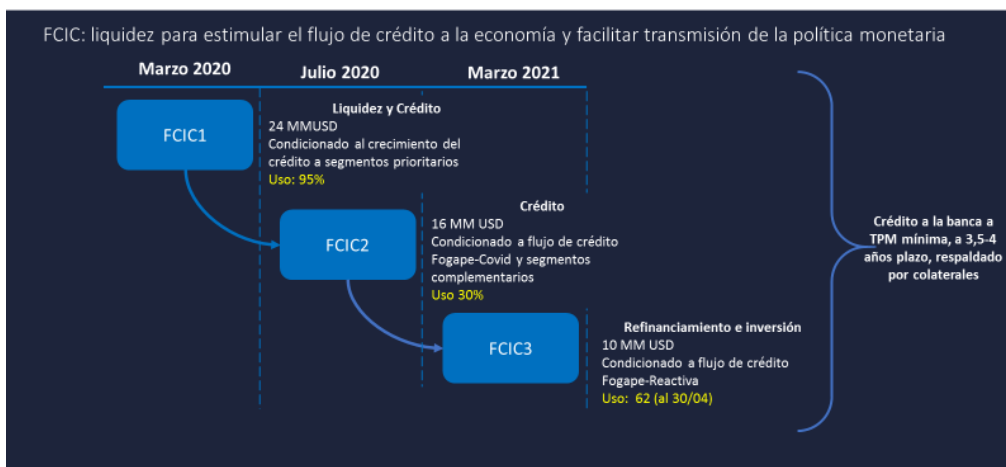 FCIC: liquidez para estimular el flujo de crédito a la economía y facilitar transmisión de la política monetaria
Marzo 2020
Julio 2020
Marzo 2021
FCIC1
Liquidez y Crédito
24 MMUSD
Condicionado al crecimiento del
crédito a segmentos prioritarios
Uso: 95%
FCIC2
Crédito
16 MM USD
Condicionado a flujo de crédito
Fogape-Covid y segmentos
complementarios
Uso 30%
FCIC3
Refinanciamiento e inversión
10 MM USD
Condicionado a flujo de crédito
Fogape-Reactiva
Uso: 62 (al 30/04)
Crédito a la banca a
TPM mínima, a 3,5-4
años plazo, respaldado
por colaterales